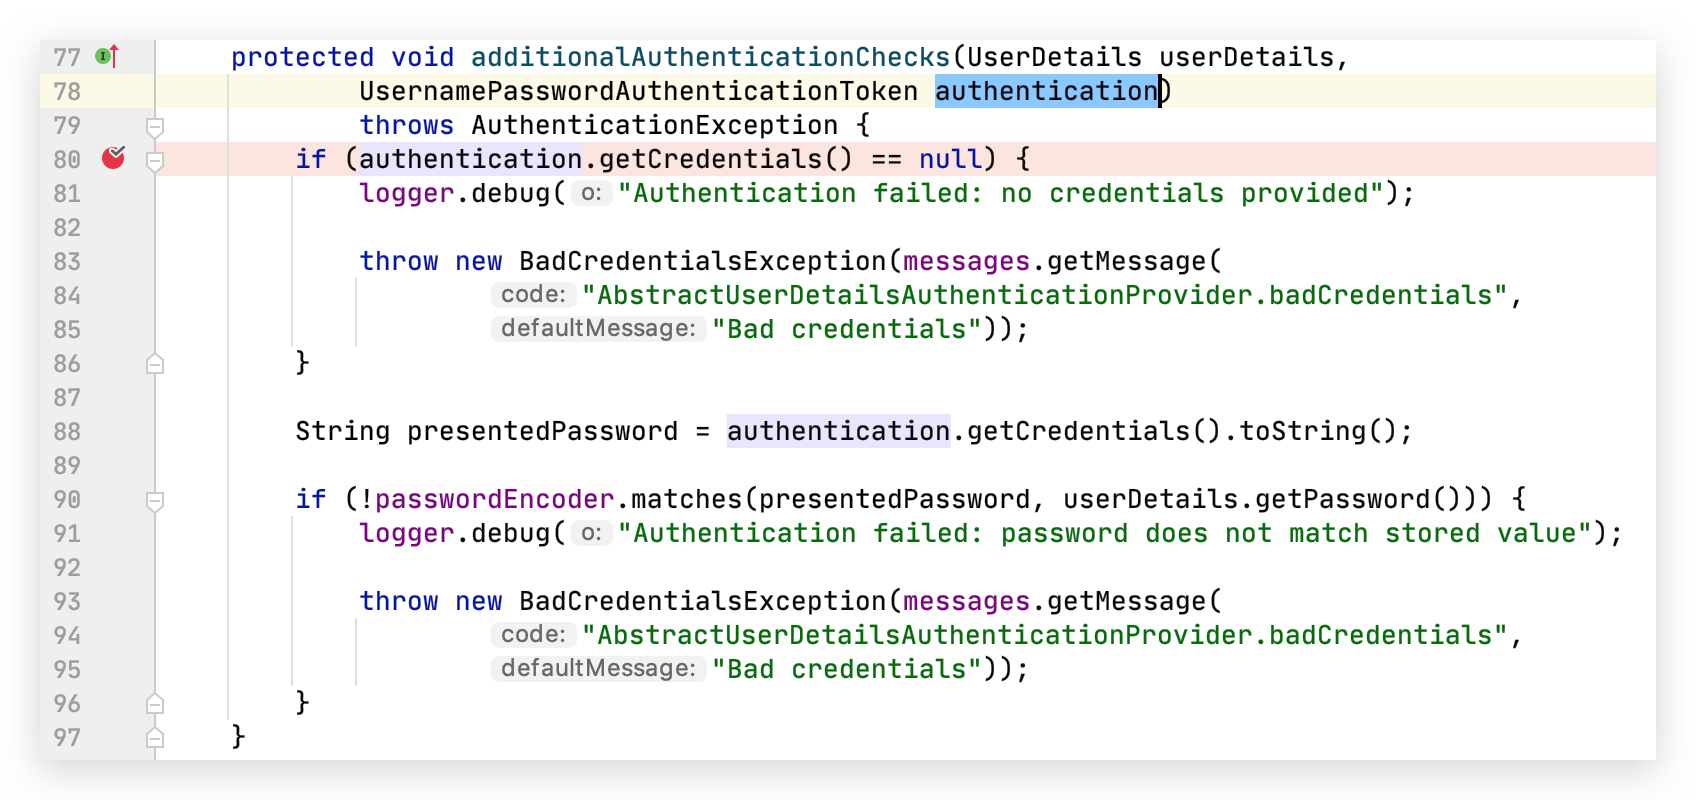 77 protected void additionalAuthenticationChecks(UserDetails userDetails,
78 UsernamePasswordAuthenticationToken authentication)
79 throws AuthenticationException {
80 if (authentication.getCredentials() == null) {
81 logger.debug( o: "Authentication failed: no credentials provided");
82
83 throw new BadCredentialsException(messages.getMessage(
84 code: "AbstractUserDetailsAuthenticationProvider.badCredentials",
85 defaultMessage: "Bad credentials"));
86 }
87
88 String presentedPassword = authentication.getCredentials().toString();
89
90 if (!passwordEncoder.matches(presentedPassword, userDetails.getPassword())) {
91 logger.debug( o: "Authentication failed: password does not match stored value");
92
93 throw new BadCredentialsException(messages.getMessage(
94 code: "AbstractUserDetailsAuthenticationProvider.badCredentials",
95 defaultMessage: "Bad credentials"));
96 }
97 }